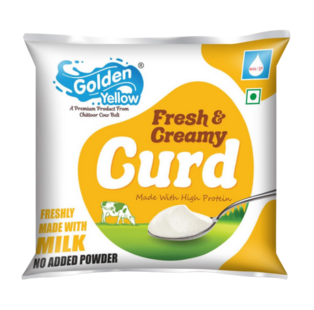 Golden
Yellow
A Premium Product From
Chittoor Cow Belt
Fresh &
Creamy
Curd
Made With High Protein
FRESHLY
MADE WITH
MILK
NO ADDED POWDER